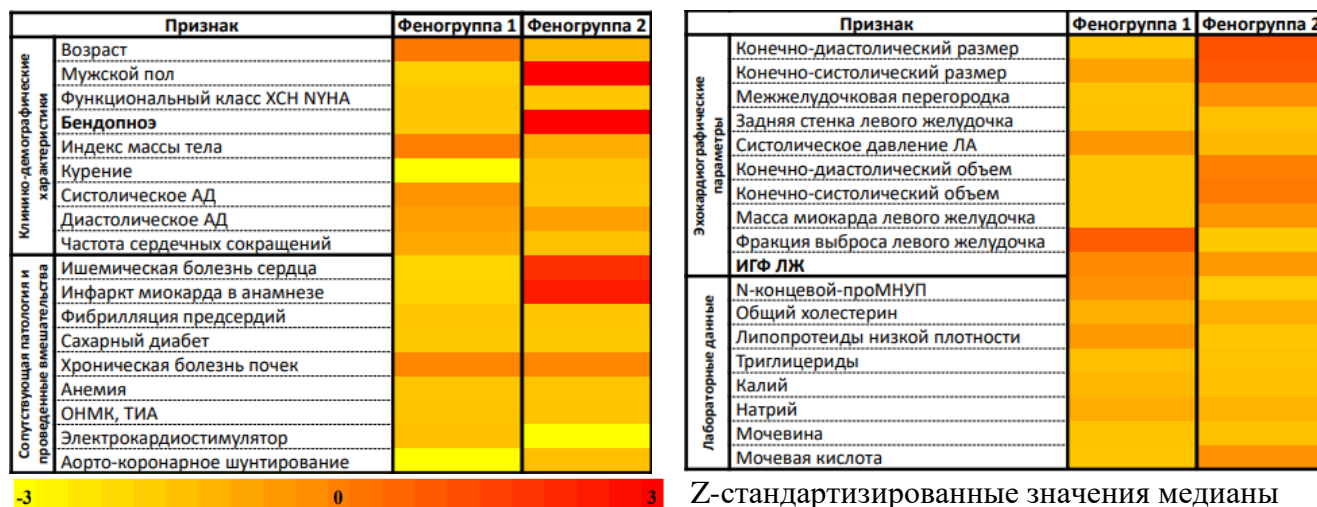 Признак Феногруппа 1 Феногруппа 2
Клинико-демографические характеристики
Возраст
Мужской пол
Функциональный класс ХСН NYHA
Бендопноэ
Индекс массы тела
Курение
Систолическое АД
Диастолическое АД
Частота сердечных сокращений
Сопутствующая патология и проведенные вмешательства
Ишемическая болезнь сердца
Инфаркт миокарда в анамнезе
Фибрилляция предсердий
Сахарный диабет
Хроническая болезнь почек
Анемия
ОНМК, ТИА
Электрокардиостимулятор
Аорто-коронарное шунтирование
-3 0 3
Признак Феногруппа 1 Феногруппа 2
Эхокардиографические параметры
Конечно-диастолический размер
Конечно-систолический размер
Межжелудочковая перегородка
Задняя стенка левого желудочка
Систолическое давление ЛА
Конечно-диастолический объем
Конечно-систолический объем
Масса миокарда левого желудочка
Фракция выброса левого желудочка
ИГФ ЛЖ
Лабораторные данные
N-концевой-проМНУП
Общий холестерин
Липопротеиды низкой плотности
Триглицериды
Калий
Натрий
Мочевина
Мочевая кислота
Z-стандартизированные значения медианы